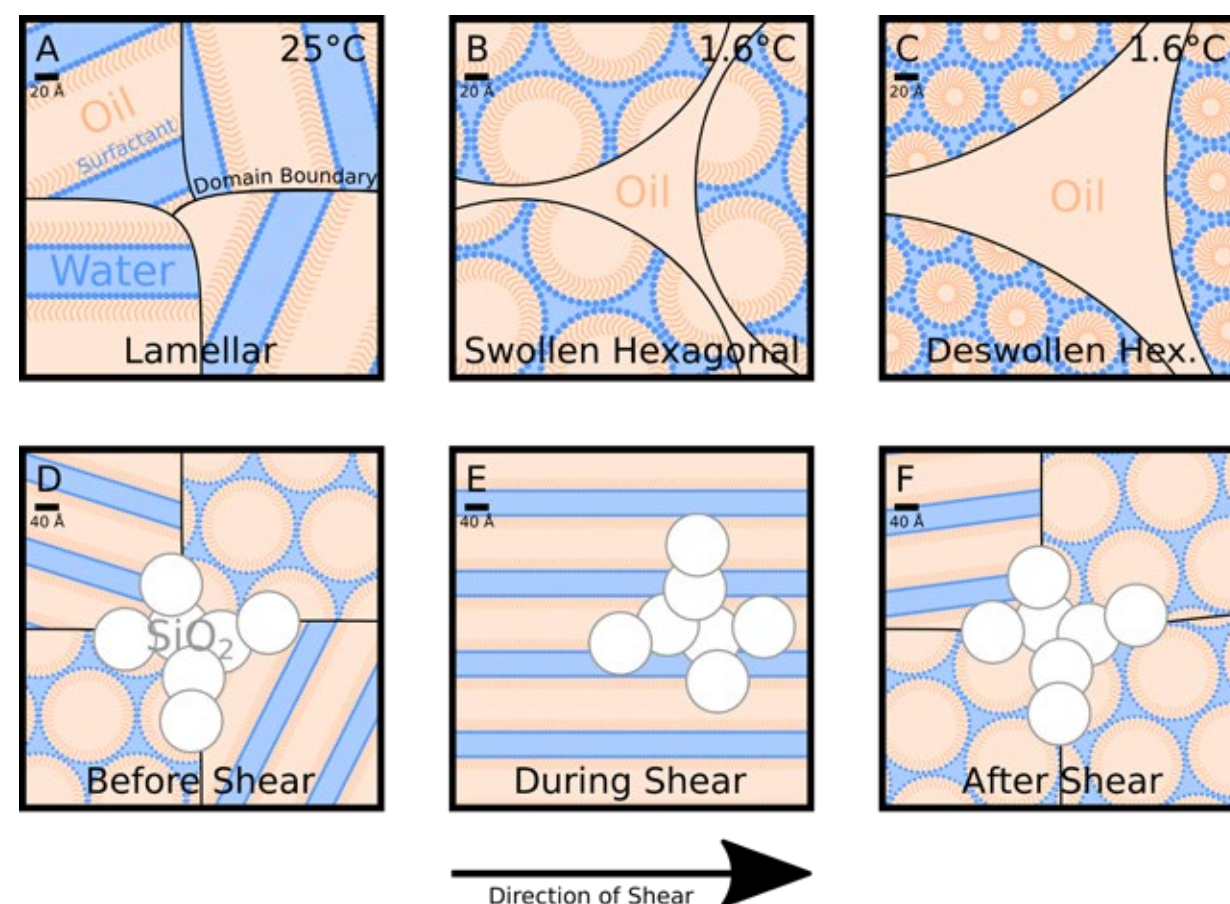 A
25°C
20 Å
Oil
Surfactant
Domain Boundary
Water
Lamellar
B
1.6°C
20 Å
Oil
Swollen Hexagonal
C
1.6°C
20 Å
Oil
Deswollen Hex.
D
40 Å
SiO₂
Before Shear
E
40 Å
During Shear
F
40 Å
After Shear
Direction of Shear